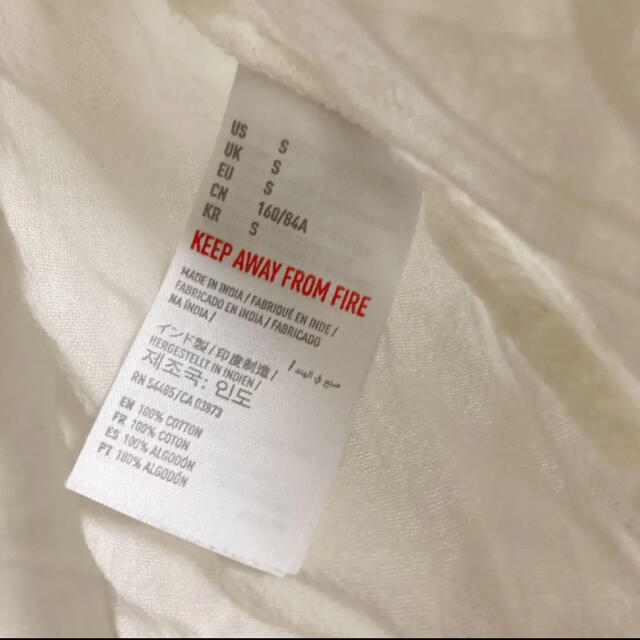 US S
UK S
EU S
CN 160/84A
KR S
KEEP AWAY FROM FIRE
MADE IN INDIA / FABRIQUÉ EN INDE /
FABRICADO EN INDIA / FABRICADO
NA ÍNDIA /
インド製 / 印度制造 / صنع في الهند /
HERGESTELLT IN INDIEN /
제조국: 인도
RN 54485/CA 03873
EN 100% COTTON
FR 100% COTON
ES 100% ALGODÓN
PT 100% ALGODÓN